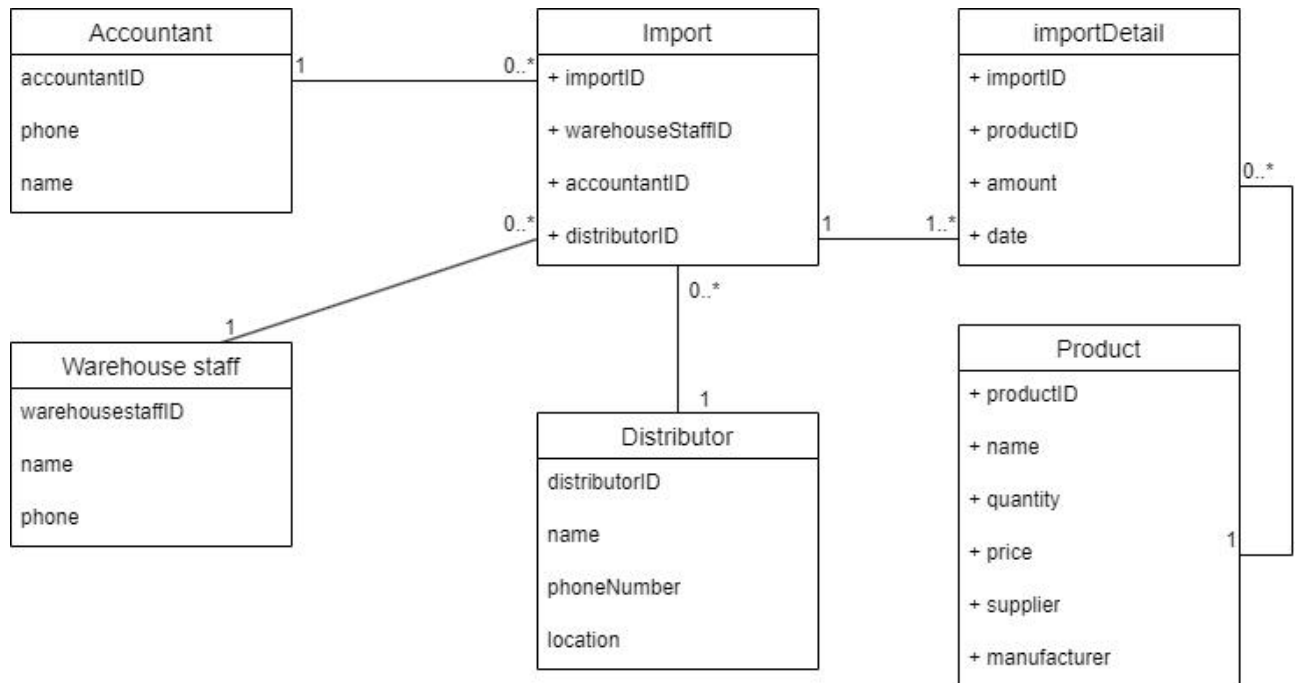 Accountant
accountantID
phone
name
1
0..*
Import
+ importID
+ warehouseStaffID
+ accountantID
+ distributorID
0..*
1
1
1..*
0..*
1
importDetail
+ importID
+ productID
+ amount
+ date
0..*
Warehouse staff
warehousestaffID
name
phone
Distributor
distributorID
name
phoneNumber
location
Product
+ productID
+ name
+ quantity
+ price
+ supplier
+ manufacturer
1